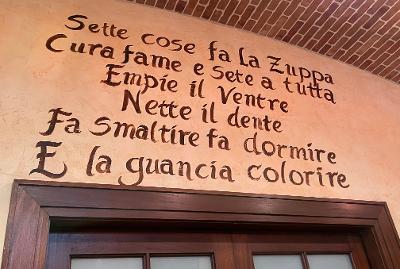 Sette cose fa La Zuppa
Cura fame e Sete a tutta
Empie il Ventre
Nette il dente
Fa smaltire fa dormire
E la guancia colorire